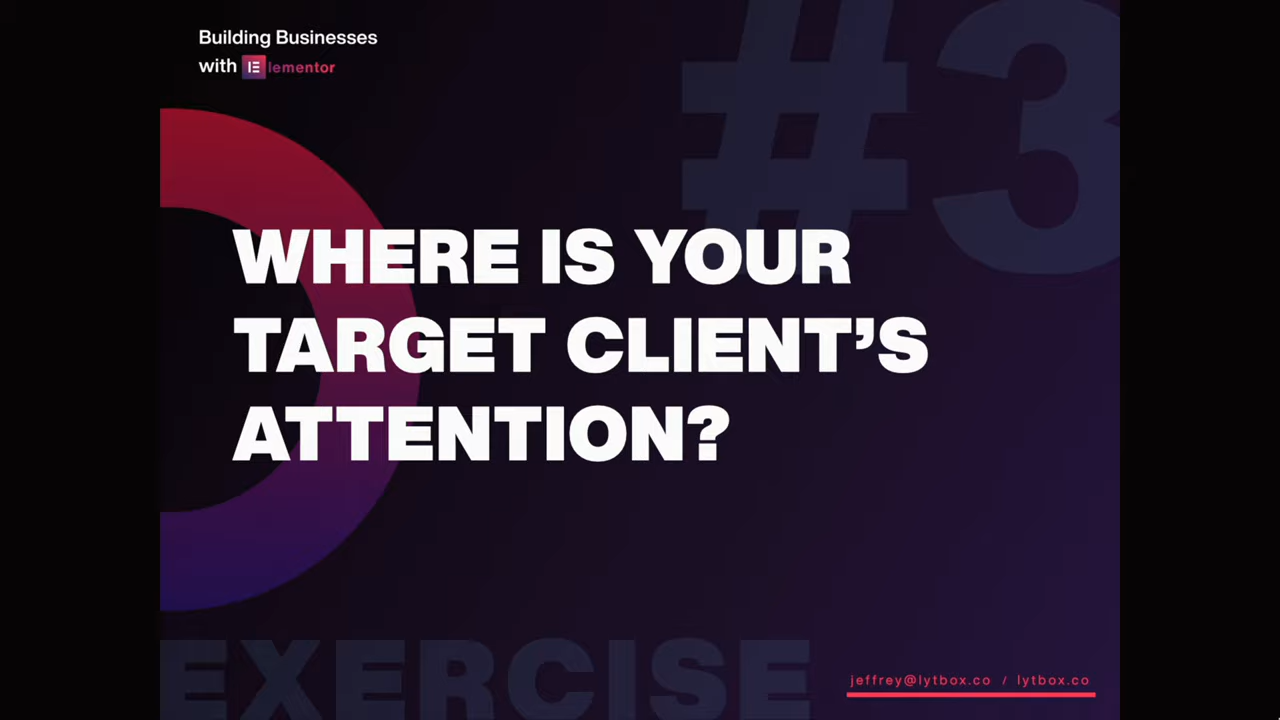 Building Businesses
with elementor
#3
WHERE IS YOUR
TARGET CLIENT’S
ATTENTION?
EXERCISE
jeffrey@lytbox.co / lytbox.co